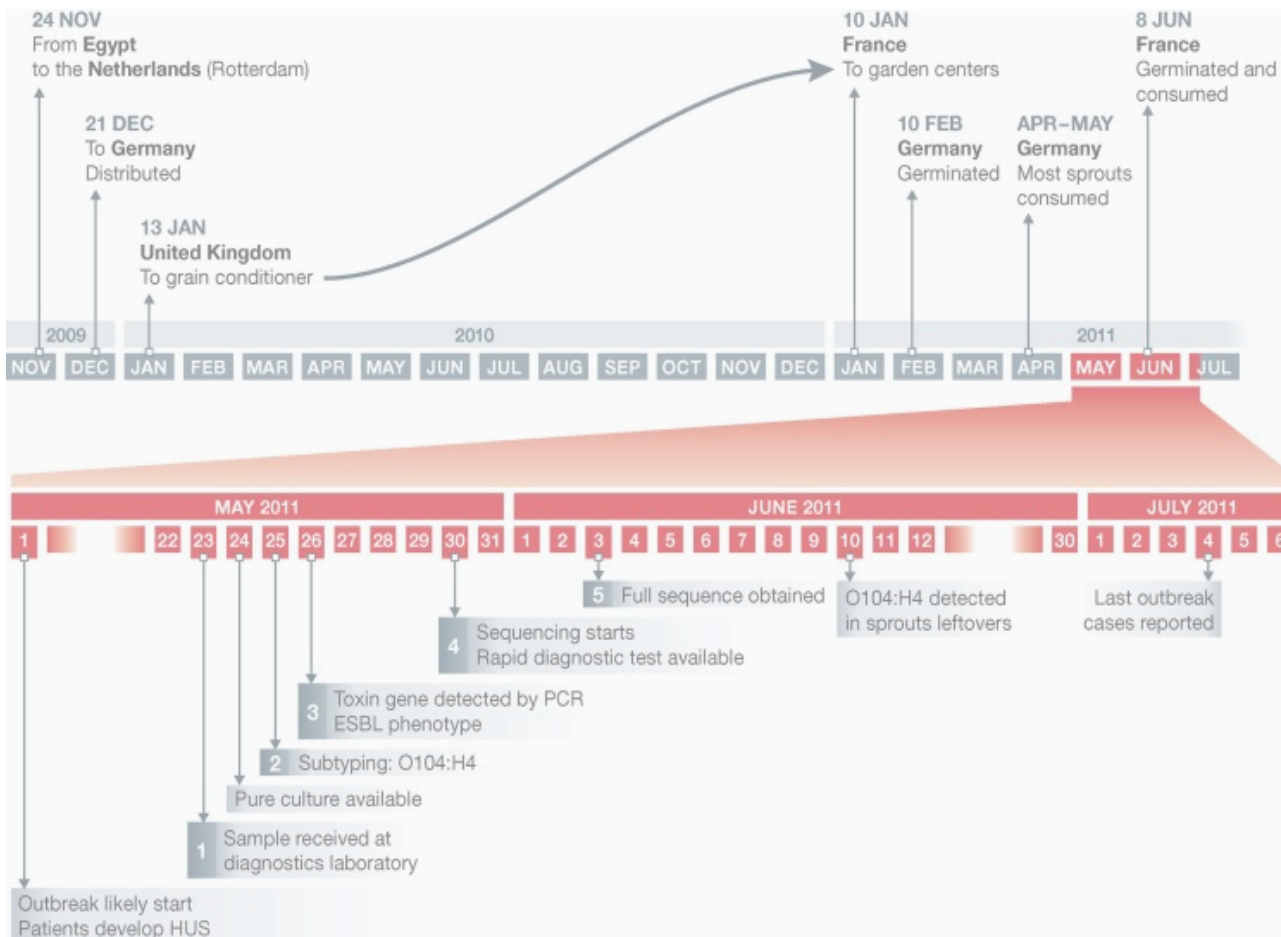 24 NOV
From Egypt
to the Netherlands (Rotterdam)
21 DEC
To Germany
Distributed
13 JAN
United Kingdom
To grain conditioner
10 JAN
France
To garden centers
10 FEB
Germany
Germinated
APR–MAY
Germany
Most sprouts
consumed
8 JUN
France
Germinated and
consumed
2009 2010 2011
NOV DEC JAN FEB MAR APR MAY JUN JUL AUG SEP OCT NOV DEC JAN FEB MAR APR MAY JUN JUL
MAY 2011 JUNE 2011 JULY 2011
1 22 23 24 25 26 27 28 29 30 31 1 2 3 4 5 6 7 8 9 10 11 12 30 1 2 3 4 5 6
5 Full sequence obtained
O104:H4 detected
in sprouts leftovers
Last outbreak
cases reported
4 Sequencing starts
Rapid diagnostic test available
3 Toxin gene detected by PCR
ESBL phenotype
2 Subtyping: O104:H4
Pure culture available
1 Sample received at
diagnostics laboratory
Outbreak likely start
Patients develop HUS